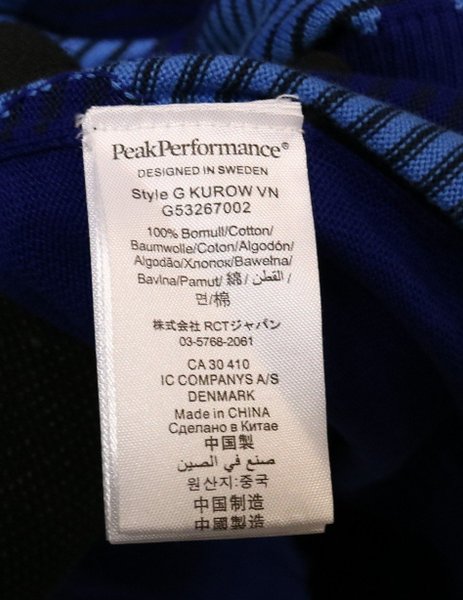 PeakPerformance®
DESIGNED IN SWEDEN
Style G KUROW VN
G53267002
100% Bomull/Cotton/
Baumwolle/Coton/Algodón/
Algodão/Хлопок/Bawełna/
Bavlna/Pamut/ 綿 / القطن /
면/棉
株式会社 RCTジャパン
03-5768-2061
CA 30 410
IC COMPANYS A/S
DENMARK
Made in CHINA
Сделано в Китае
中国製
صنع في الصين
원산지:중국
中国制造
中國製造